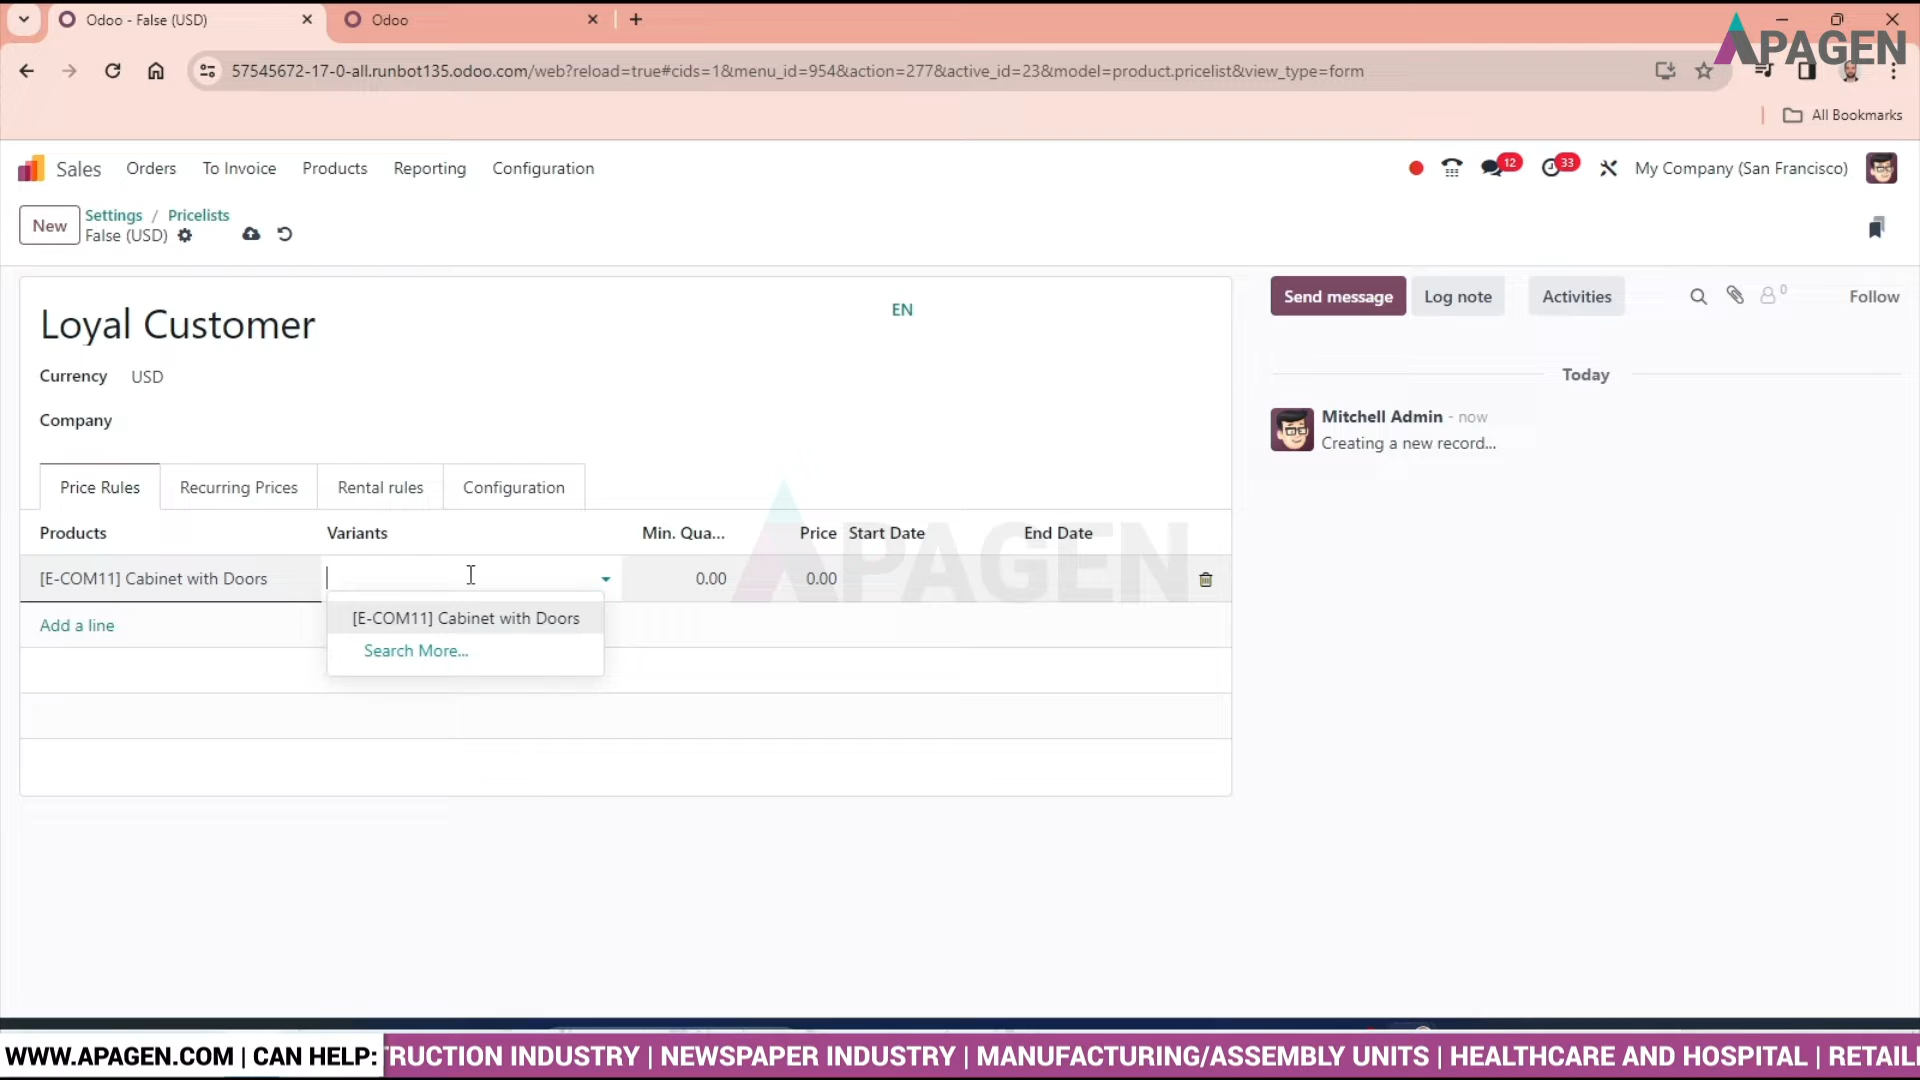 Odoo - False (USD)
Odoo
57545672-17-0-all.runbot135.odoo.com/web?reload=true#cids=1&menu_id=954&action=277&active_id=23&model=product.pricelist&view_type=form
APAGEN
All Bookmarks
Sales Orders To Invoice Products Reporting Configuration
12 33 My Company (San Francisco)
New
Settings / Pricelists
False (USD)
Loyal Customer
EN
Currency USD
Company
Send message Log note Activities 0 Follow
Today
Mitchell Admin - now
Creating a new record...
Price Rules Recurring Prices Rental rules Configuration
Products Variants Min. Qua... Price Start Date End Date
[E-COM11] Cabinet with Doors 0.00 0.00
[E-COM11] Cabinet with Doors
Search More...
Add a line
APAGEN
WWW.APAGEN.COM | CAN HELP: TRUCTION INDUSTRY | NEWSPAPER INDUSTRY | MANUFACTURING/ASSEMBLY UNITS | HEALTHCARE AND HOSPITAL | RETAIL